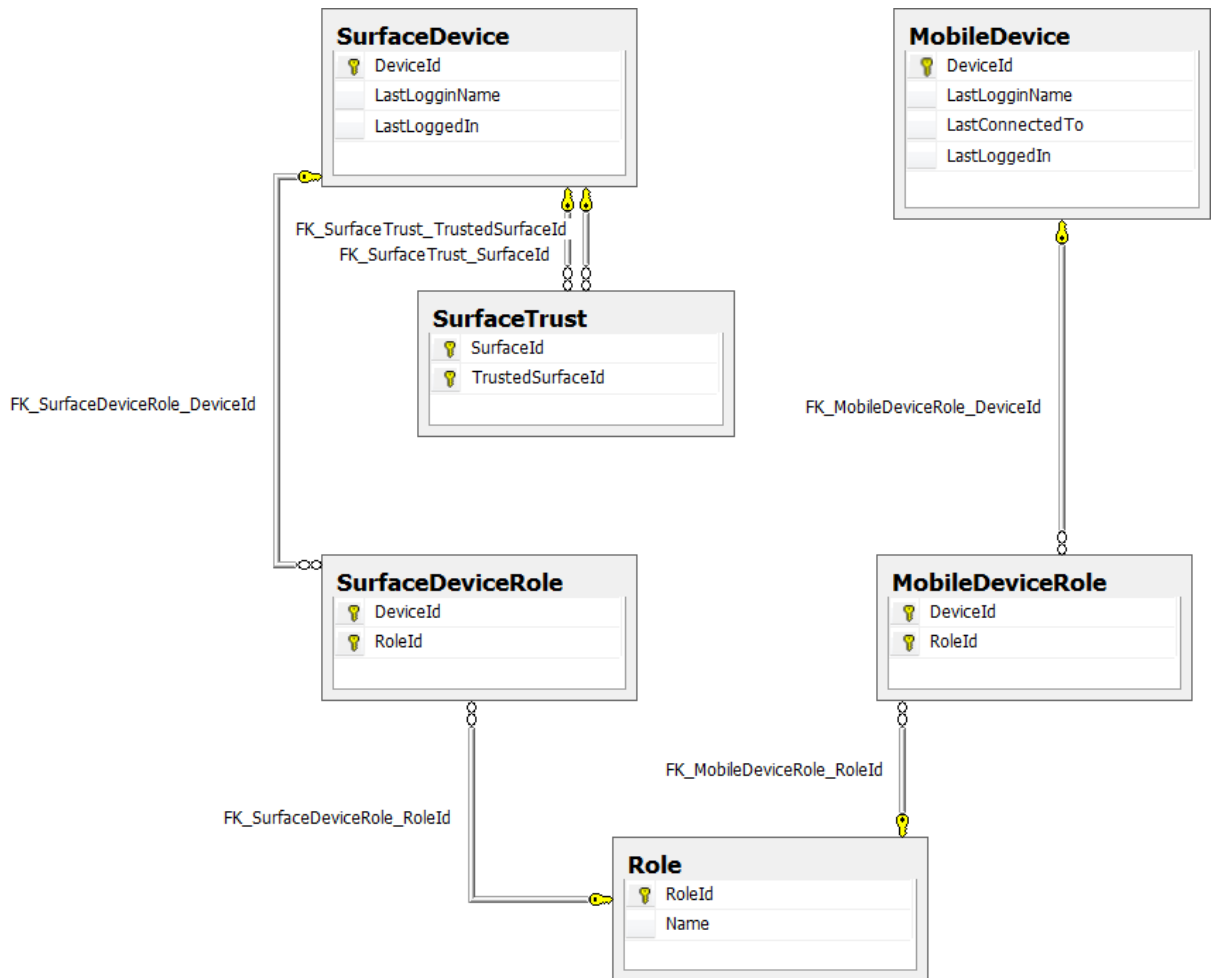 SurfaceDevice
DeviceId
LastLogginName
LastLoggedIn
MobileDevice
DeviceId
LastLogginName
LastConnectedTo
LastLoggedIn
FK_SurfaceTrust_TrustedSurfaceId
FK_SurfaceTrust_SurfaceId
SurfaceTrust
SurfaceId
TrustedSurfaceId
FK_SurfaceDeviceRole_DeviceId
FK_MobileDeviceRole_DeviceId
SurfaceDeviceRole
DeviceId
RoleId
MobileDeviceRole
DeviceId
RoleId
FK_MobileDeviceRole_RoleId
FK_SurfaceDeviceRole_RoleId
Role
RoleId
Name